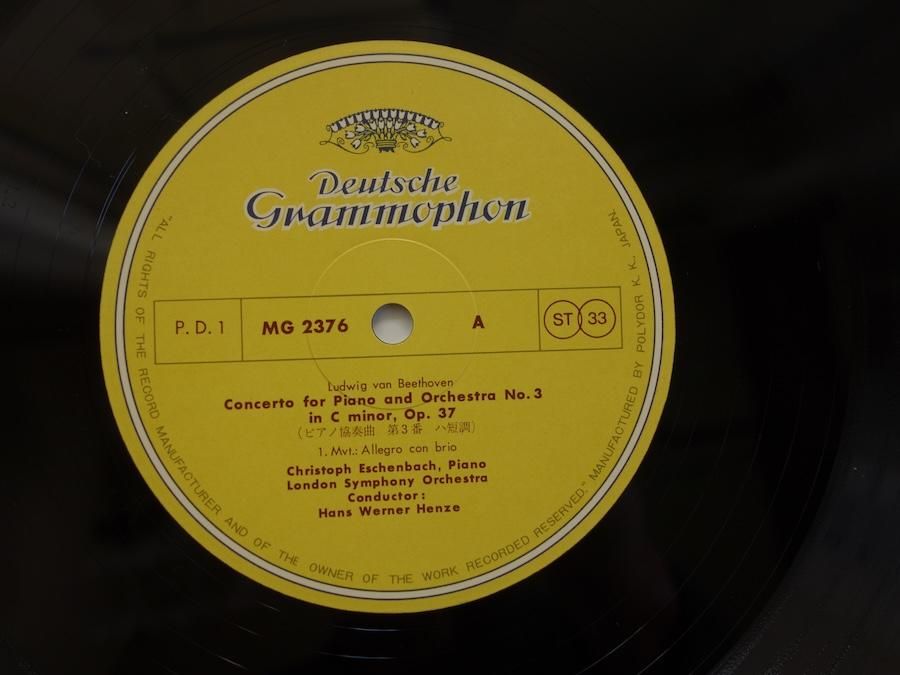 Deutsche
Grammophon
P.D.1 MG 2376 A ST 33
Ludwig van Beethoven
Concerto for Piano and Orchestra No.3
in C minor, Op. 37
(ピアノ協奏曲 第3番 ハ短調)
1. Mvt.: Allegro con brio
Christoph Eschenbach, Piano
London Symphony Orchestra
Conductor:
Hans Werner Henze
"ALL RIGHTS OF THE RECORD MANUFACTURER AND OF THE OWNER OF THE WORK RECORDED RESERVED." MANUFACTURED BY POLYDOR K. K., JAPAN.